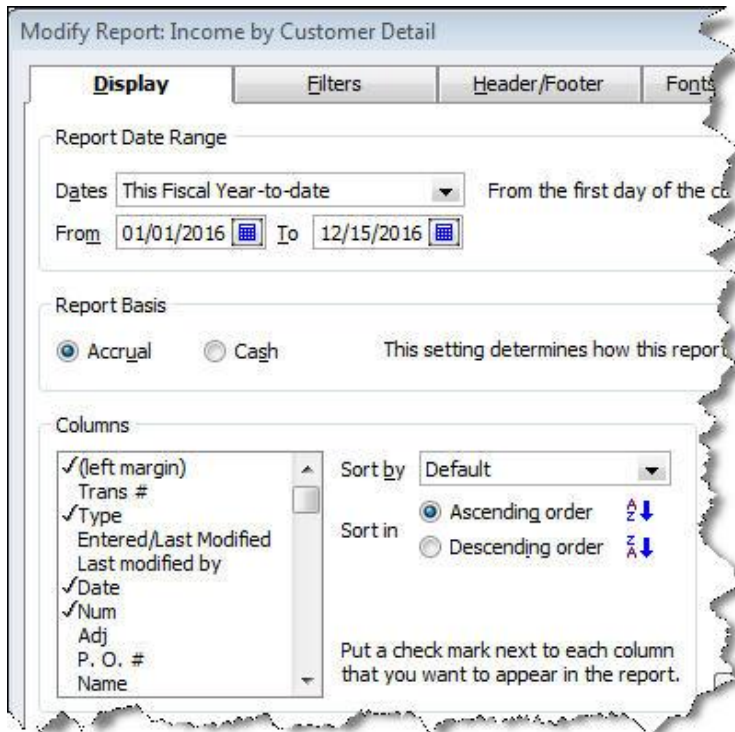 Modify Report: Income by Customer Detail
Display Filters Header/Footer Fonts
Report Date Range
Dates This Fiscal Year-to-date From the first day of the
From 01/01/2016 To 12/15/2016
Report Basis
Accrual Cash This setting determines how this report
Columns
✓(left margin)
Trans #
✓Type
Entered/Last Modified
Last modified by
✓Date
✓Num
Adj
P. O. #
Name
Sort by Default
Sort in
Ascending order AZ
Descending order ZA
Put a check mark next to each column
that you want to appear in the report.